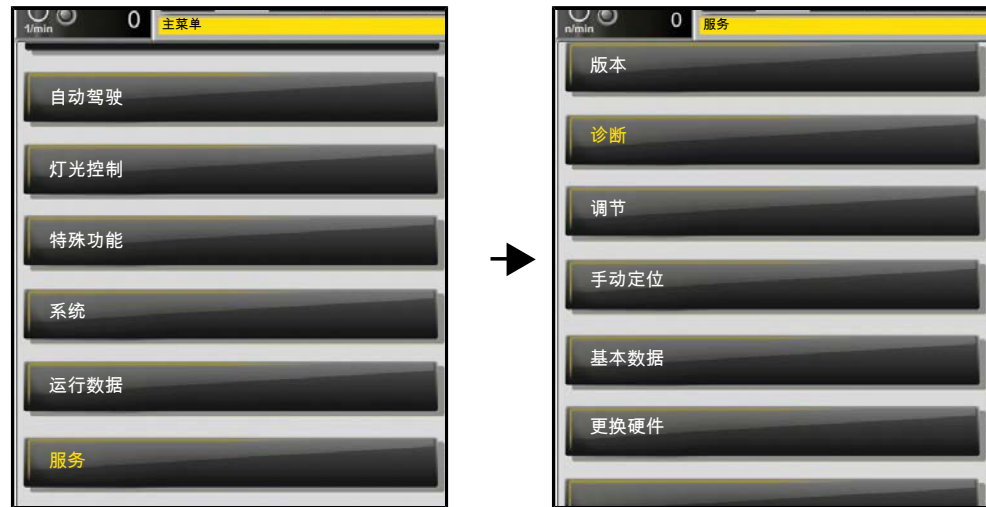 1/min 0 主菜单
自动驾驶
灯光控制
特殊功能
系统
运行数据
服务
n/min 0 服务
版本
诊断
调节
手动定位
基本数据
更换硬件